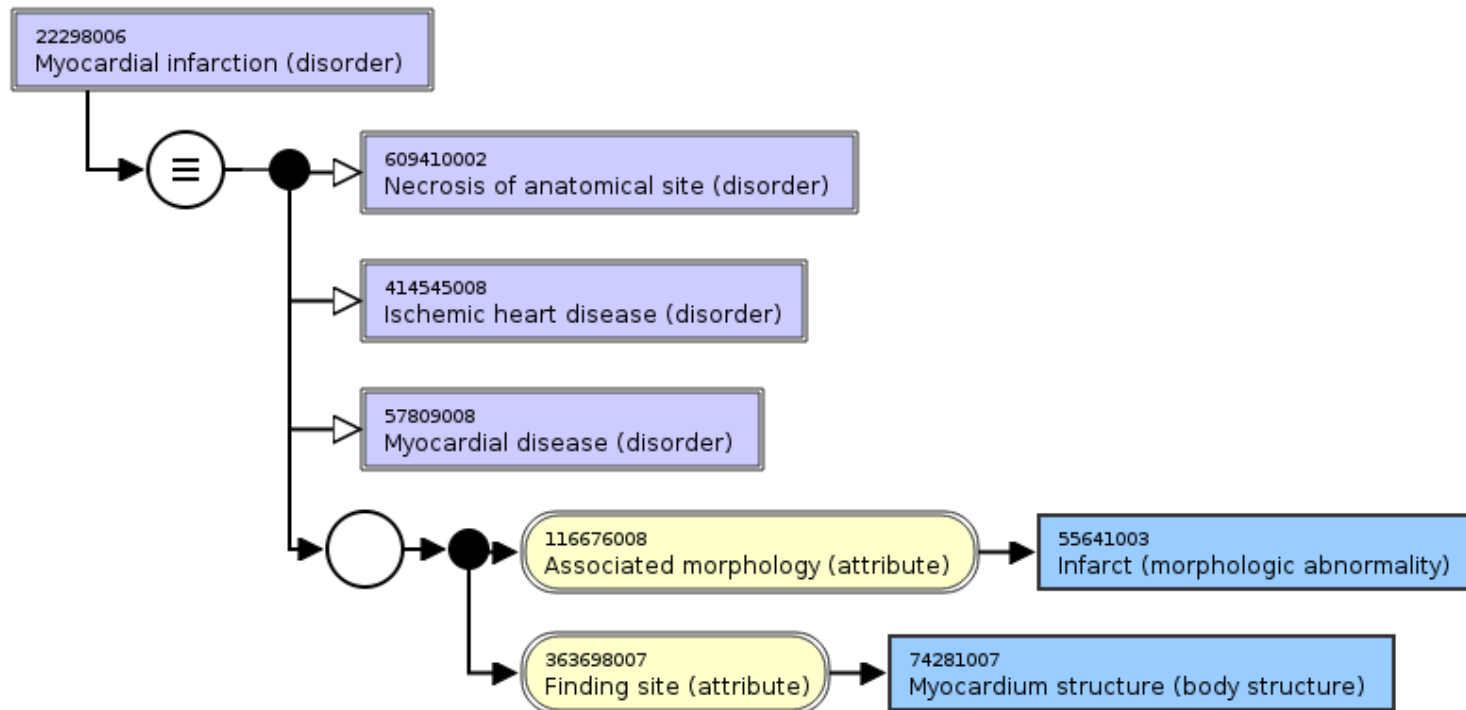 22298006
Myocardial infarction (disorder)
609410002
Necrosis of anatomical site (disorder)
414545008
Ischemic heart disease (disorder)
57809008
Myocardial disease (disorder)
116676008
Associated morphology (attribute)
55641003
Infarct (morphologic abnormality)
363698007
Finding site (attribute)
74281007
Myocardium structure (body structure)